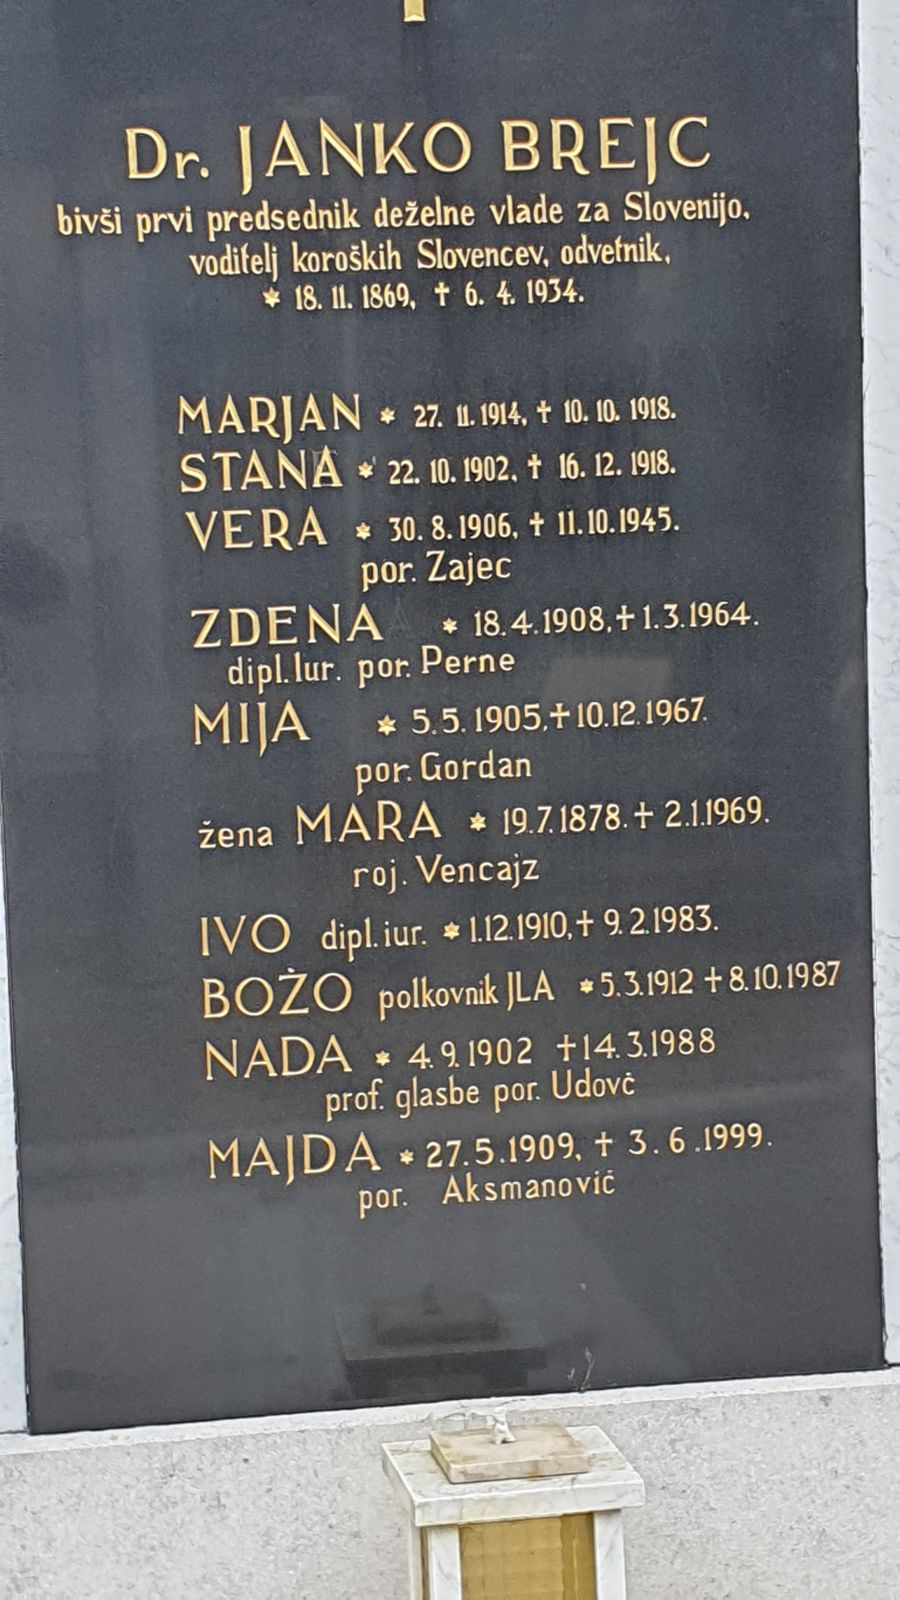 Dr. JANKO BREJC
bivši prvi predsednik deželne vlade za Slovenijo,
voditelj koroških Slovencev, odvetnik,
* 18. 11. 1869, † 6. 4. 1934.
MARJAN * 27. 11. 1914, † 10. 10. 1918.
STANA * 22. 10. 1902, † 16. 12. 1918.
VERA * 30. 8. 1906, † 11. 10. 1945.
por. Zajec
ZDENA * 18. 4. 1908, † 1. 3. 1964.
dipl. Iur. por. Perne
MIJA * 5. 5. 1905, † 10. 12. 1967.
por. Gordan
žena MARA * 19. 7. 1878. † 2. 1. 1969.
roj. Vencajz
IVO dipl. iur. * 1. 12. 1910, † 9. 2. 1983.
BOŽO polkovnik JLA * 5. 3. 1912 † 8. 10. 1987
NADA * 4. 9. 1902 † 14. 3. 1988
prof. glasbe por. Udovč
MAJDA * 27. 5. 1909, † 3. 6. 1999.
por. Aksmanovič